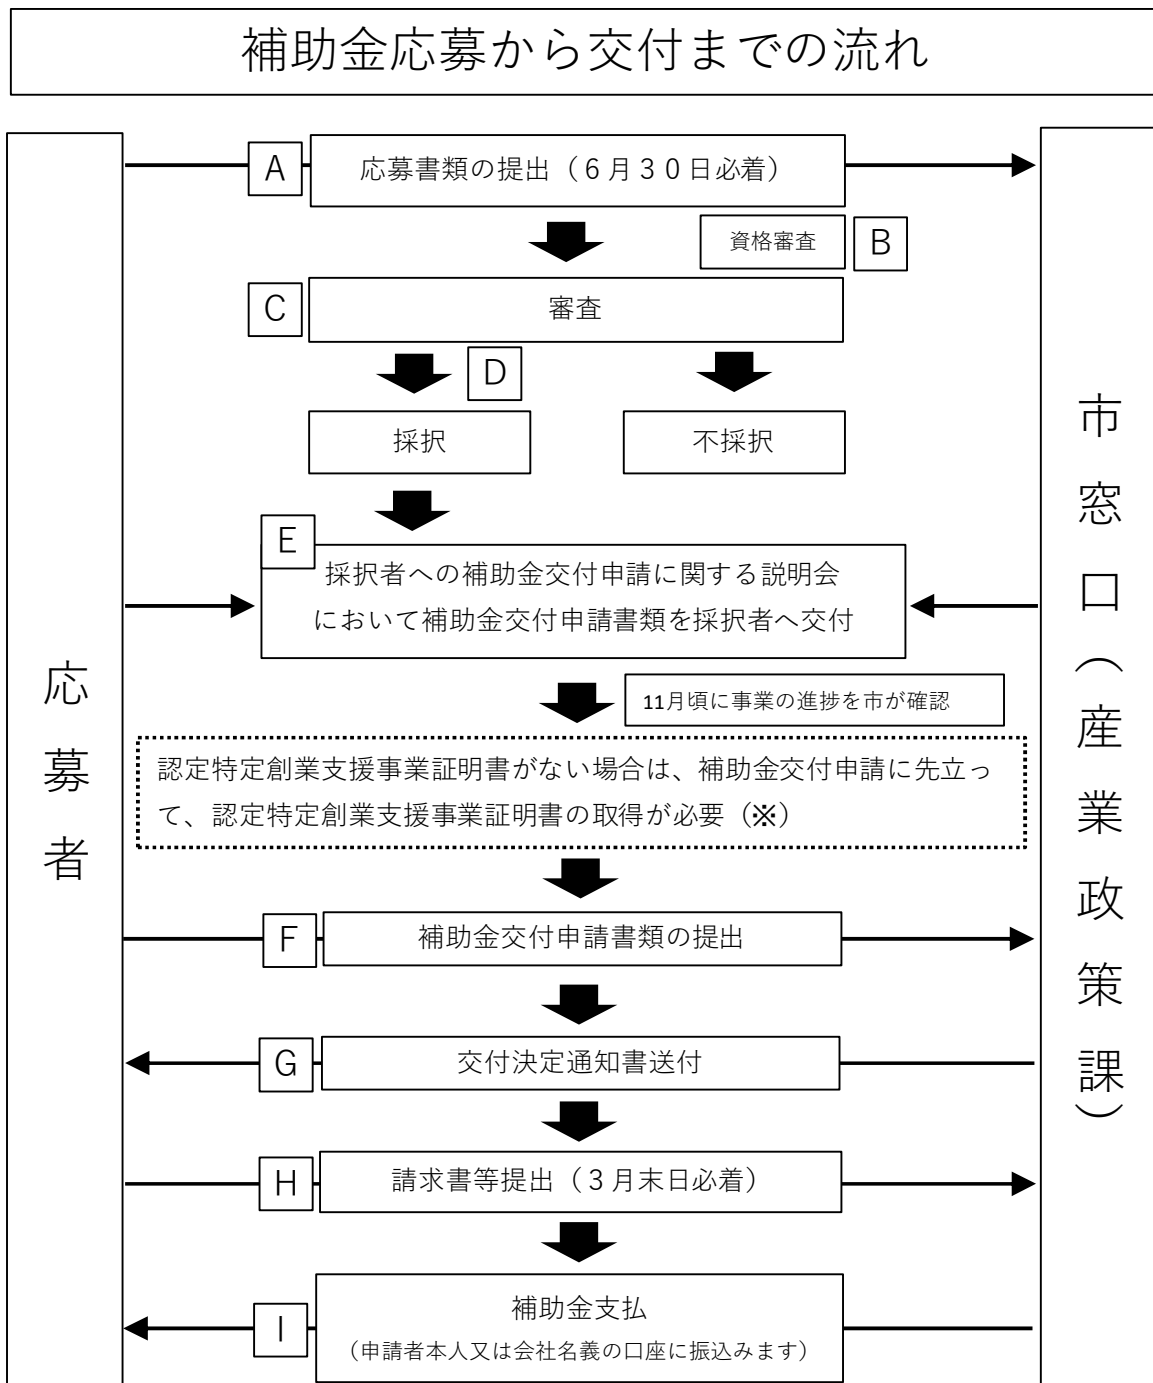 補助金応募から交付までの流れ
応募者
市窓口(産業政策課)
A
応募書類の提出（６月３０日必着）
資格審査
B
C
審査
D
採択
不採択
E
採択者への補助金交付申請に関する説明会
において補助金交付申請書類を採択者へ交付
11月頃に事業の進捗を市が確認
認定特定創業支援事業証明書がない場合は、補助金交付申請に先立っ
て、認定特定創業支援事業証明書の取得が必要（※）
F
補助金交付申請書類の提出
G
交付決定通知書送付
H
請求書等提出（３月末日必着）
I
補助金支払
（申請者本人又は会社名義の口座に振込みます）